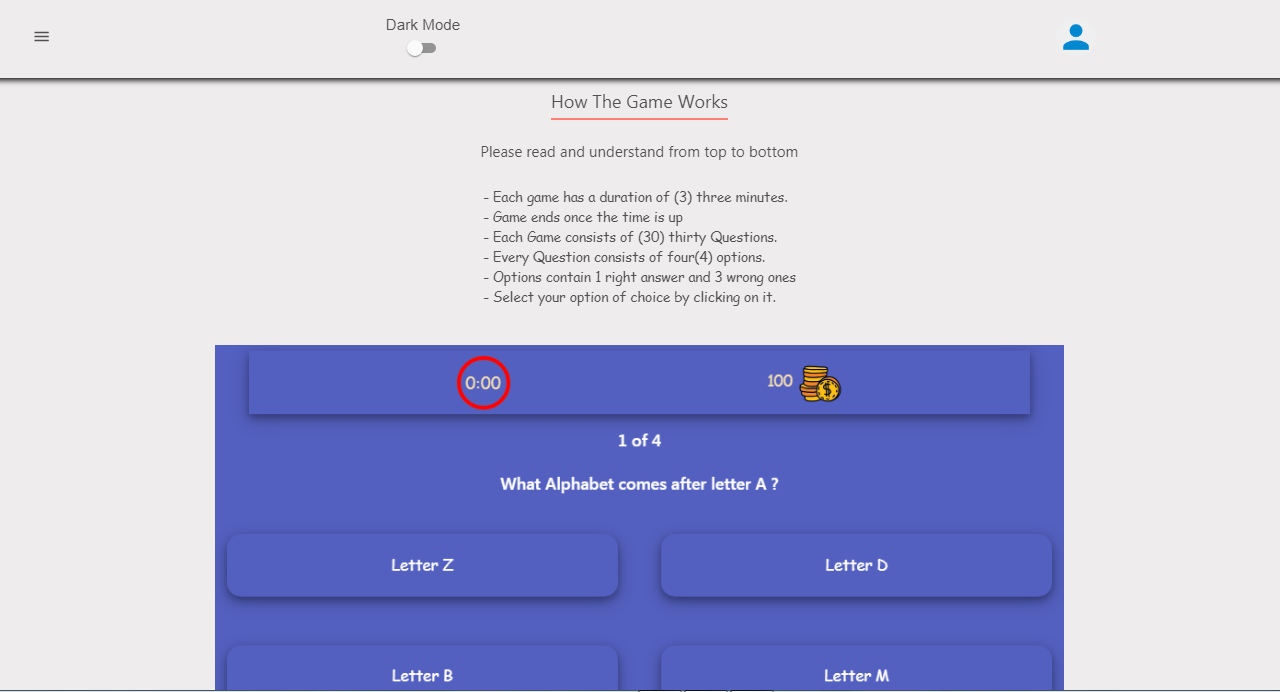 Dark Mode
How The Game Works
Please read and understand from top to bottom
- Each game has a duration of (3) three minutes.
- Game ends once the time is up
- Each Game consists of (30) thirty Questions.
- Every Question consists of four(4) options.
- Options contain 1 right answer and 3 wrong ones
- Select your option of choice by clicking on it.
0:00 100 $
1 of 4
What Alphabet comes after letter A ?
Letter Z Letter D
Letter B Letter M